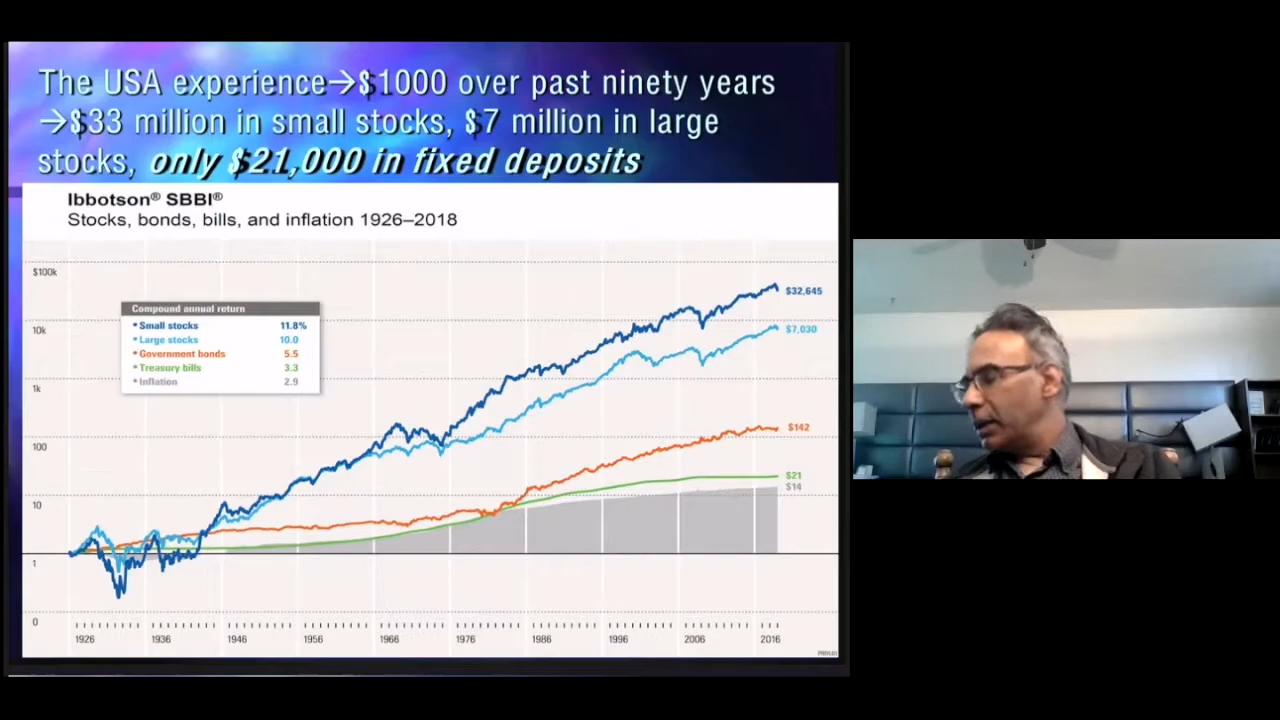 The USA experience→$1000 over past ninety years
→$33 million in small stocks, $7 million in large
stocks, only $21,000 in fixed deposits
Ibbotson® SBBI®
Stocks, bonds, bills, and inflation 1926–2018
$100k
10k
1k
100
10
1
0
Compound annual return
• Small stocks 11.8%
• Large stocks 10.0
• Government bonds 5.5
• Treasury bills 3.3
• Inflation 2.9
$32,645
$7,030
$142
$21
$14
1926 1936 1946 1956 1966 1976 1986 1996 2006 2016